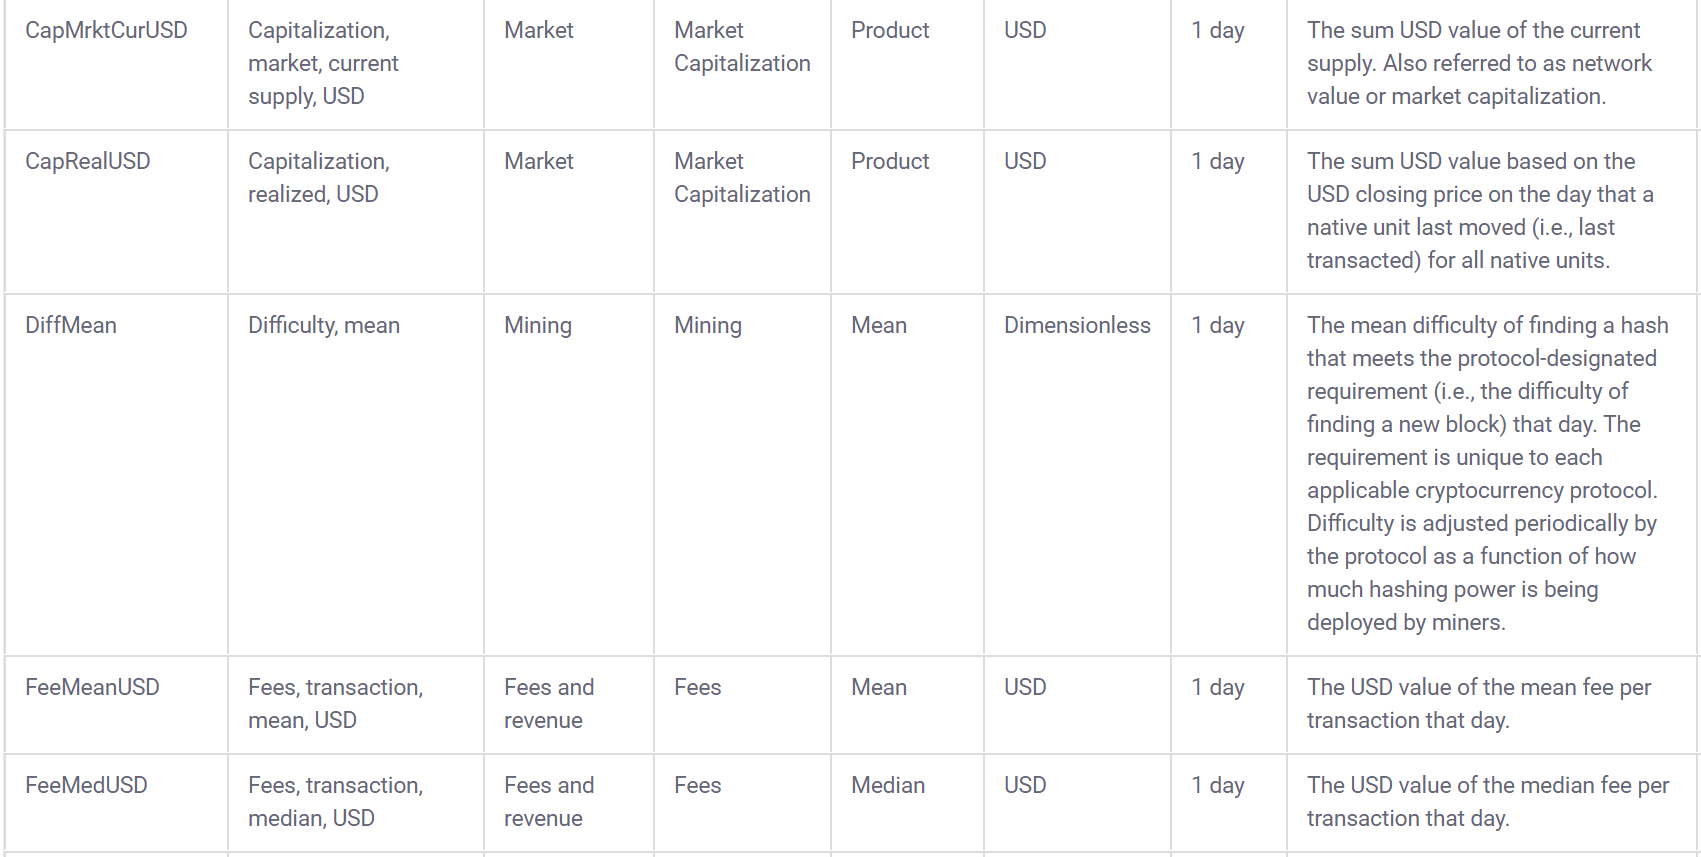 CapMrktCurUSD
Capitalization,
market, current
supply, USD
Market
Market
Capitalization
Product
USD
1 day
The sum USD value of the current
supply. Also referred to as network
value or market capitalization.
CapRealUSD
Capitalization,
realized, USD
Market
Market
Capitalization
Product
USD
1 day
The sum USD value based on the
USD closing price on the day that a
native unit last moved (i.e., last
transacted) for all native units.
DiffMean
Difficulty, mean
Mining
Mining
Mean
Dimensionless
1 day
The mean difficulty of finding a hash
that meets the protocol-designated
requirement (i.e., the difficulty of
finding a new block) that day. The
requirement is unique to each
applicable cryptocurrency protocol.
Difficulty is adjusted periodically by
the protocol as a function of how
much hashing power is being
deployed by miners.
FeeMeanUSD
Fees, transaction,
mean, USD
Fees and
revenue
Fees
Mean
USD
1 day
The USD value of the mean fee per
transaction that day.
FeeMedUSD
Fees, transaction,
median, USD
Fees and
revenue
Fees
Median
USD
1 day
The USD value of the median fee per
transaction that day.